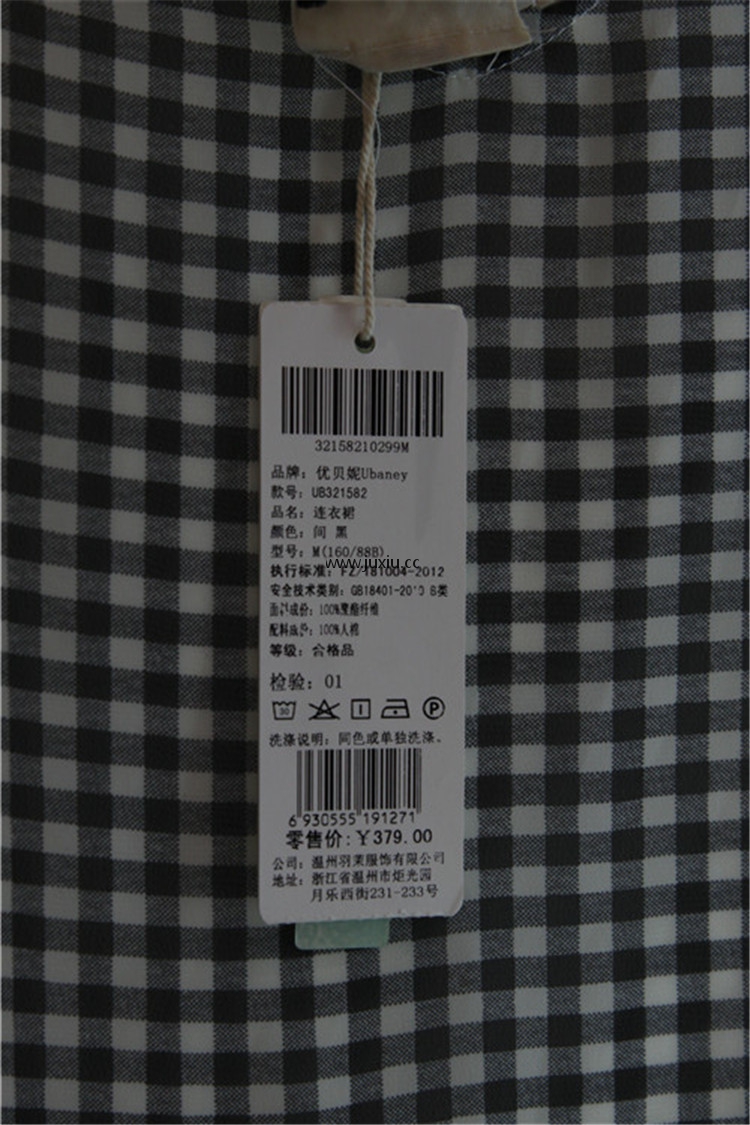 32158210299M
品牌：优贝妮Ubaney
款号：UB321582
品名：连衣裙
颜色：间 黑
型号：M(160/88B)
www.juxiu.cc
执行标准：FZ/T81004-2012
安全技术类别：GB18401-2010 B类
面料成份：100%聚酯纤维
配料成份：100%人棉
等级：合格品
检验：01
30
P
洗涤说明：同色或单独洗涤。
6 930555 191271
零售价:￥379.00
公司：温州羽茉服饰有限公司
地址：浙江省温州市炬光园
月乐西街231-233号